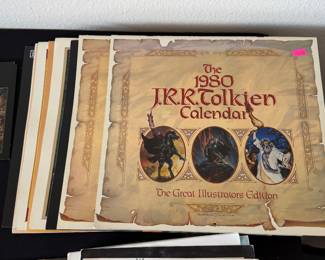 The
1980
J.R.R. Tolkien
Calendar
The Great Illustrators Edition